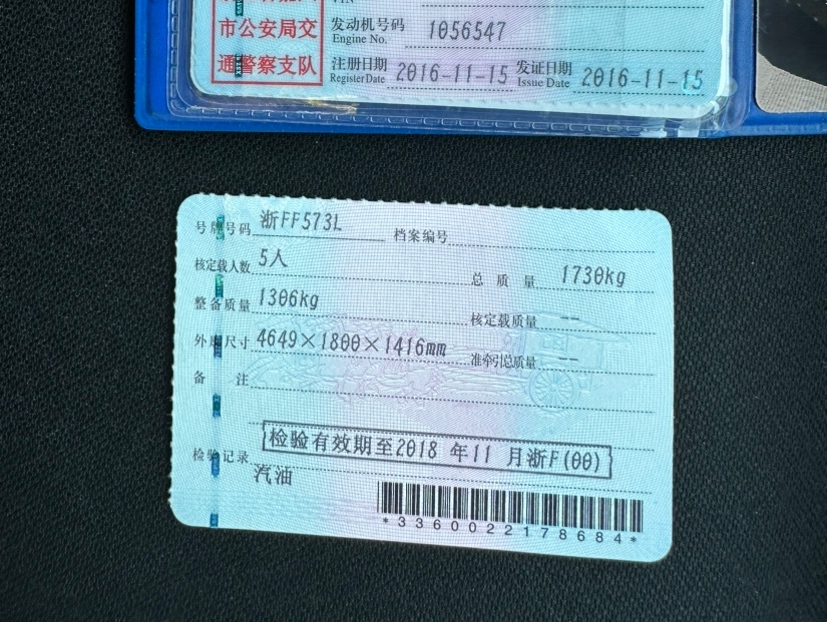 市公安局交
通警察支队
发动机号码 1056547
Engine No.
注册日期 2016-11-15 发证日期 2016-11-15
Register Date Issue Date
号牌号码 浙FF573L 档案编号
核定载人数 5人 总质量 1730kg
整备质量 1306kg 核定载质量 --
外廓尺寸 4649×1800×1416mm 准牵引总质量 --
备注
检验有效期至2018 年11 月浙F(00)
检验记录
汽油
*3360022178684*